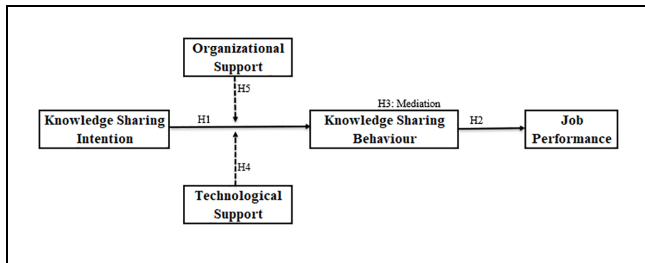 Organizational
Support
H5
H3: Mediation
Knowledge Sharing
Intention
H1
Knowledge Sharing
Behaviour
H2
Job
Performance
H4
Technological
Support